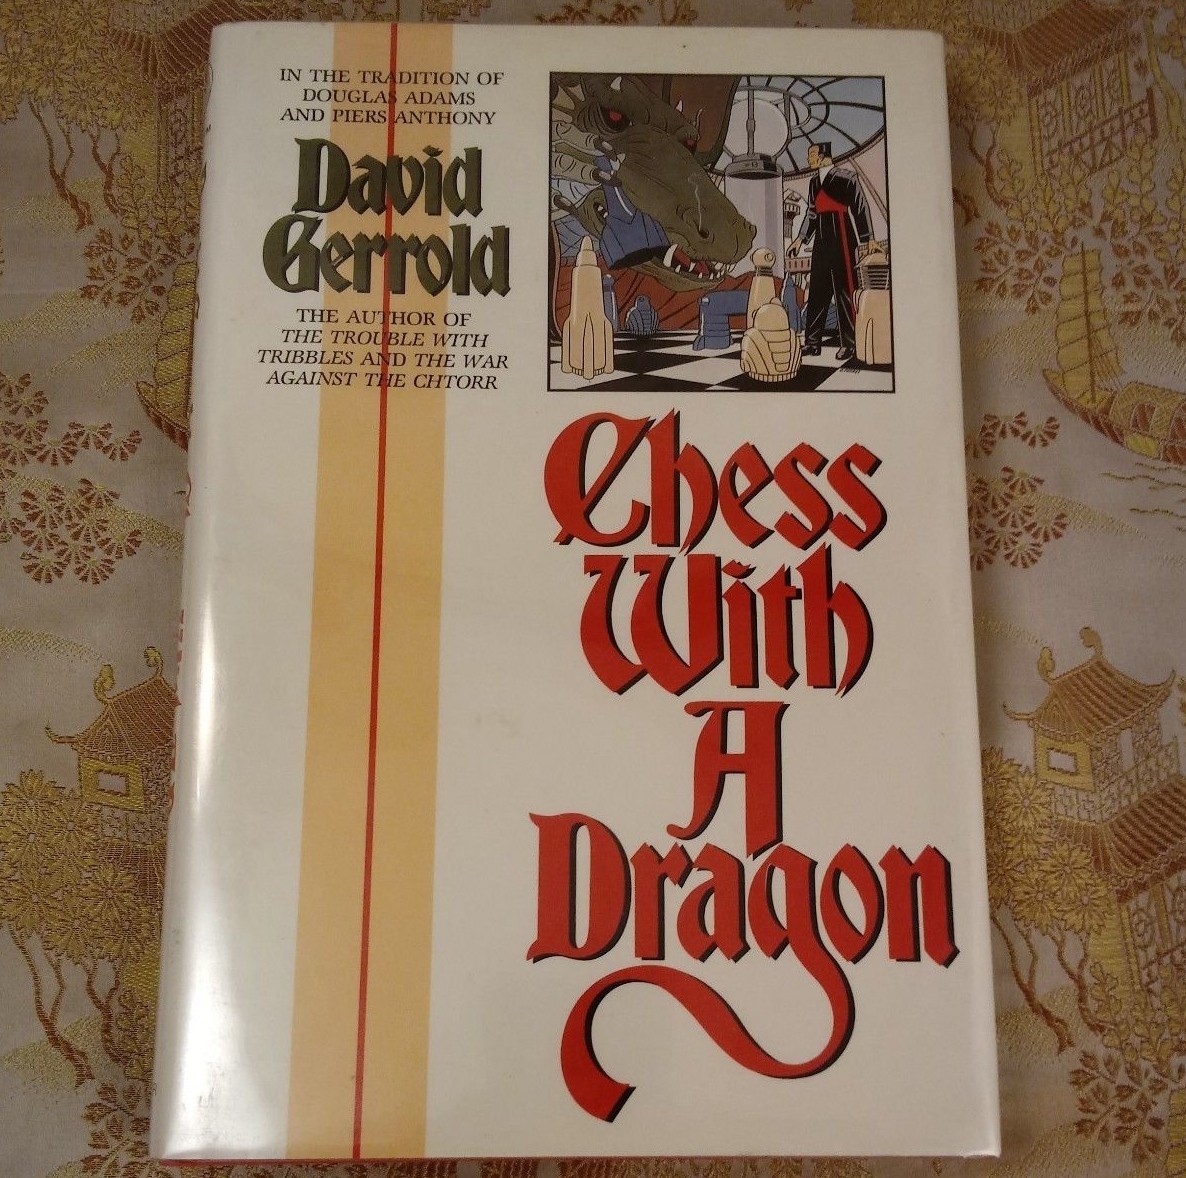 IN THE TRADITION OF
DOUGLAS ADAMS
AND PIERS ANTHONY
David
Gerrold
THE AUTHOR OF
THE TROUBLE WITH
TRIBBLES AND THE WAR
AGAINST THE CHTORR
Chess
With
A
Dragon